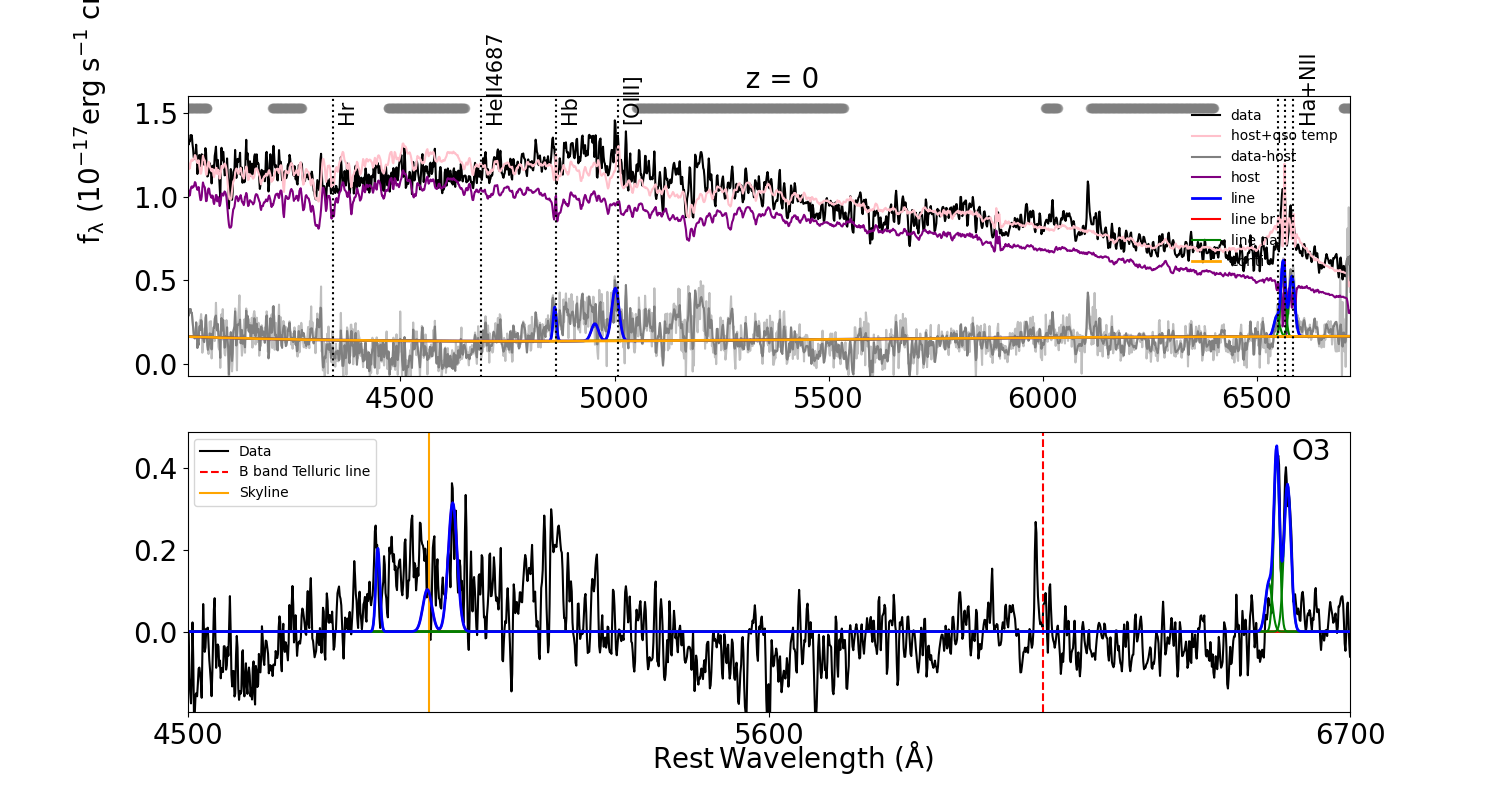 z = 0
Hr
HeII4687
Hb
[OIII]
Ha+NII
f_λ (10⁻¹⁷erg s⁻¹
1.5
1.0
0.5
0.0
data
host+qso temp
data-host
host
line
line br
line na
4500
5000
5500
6000
6500
Data
B band Telluric line
Skyline
O3
0.4
0.2
0.0
4500
5600
6700
Rest Wavelength (Å)